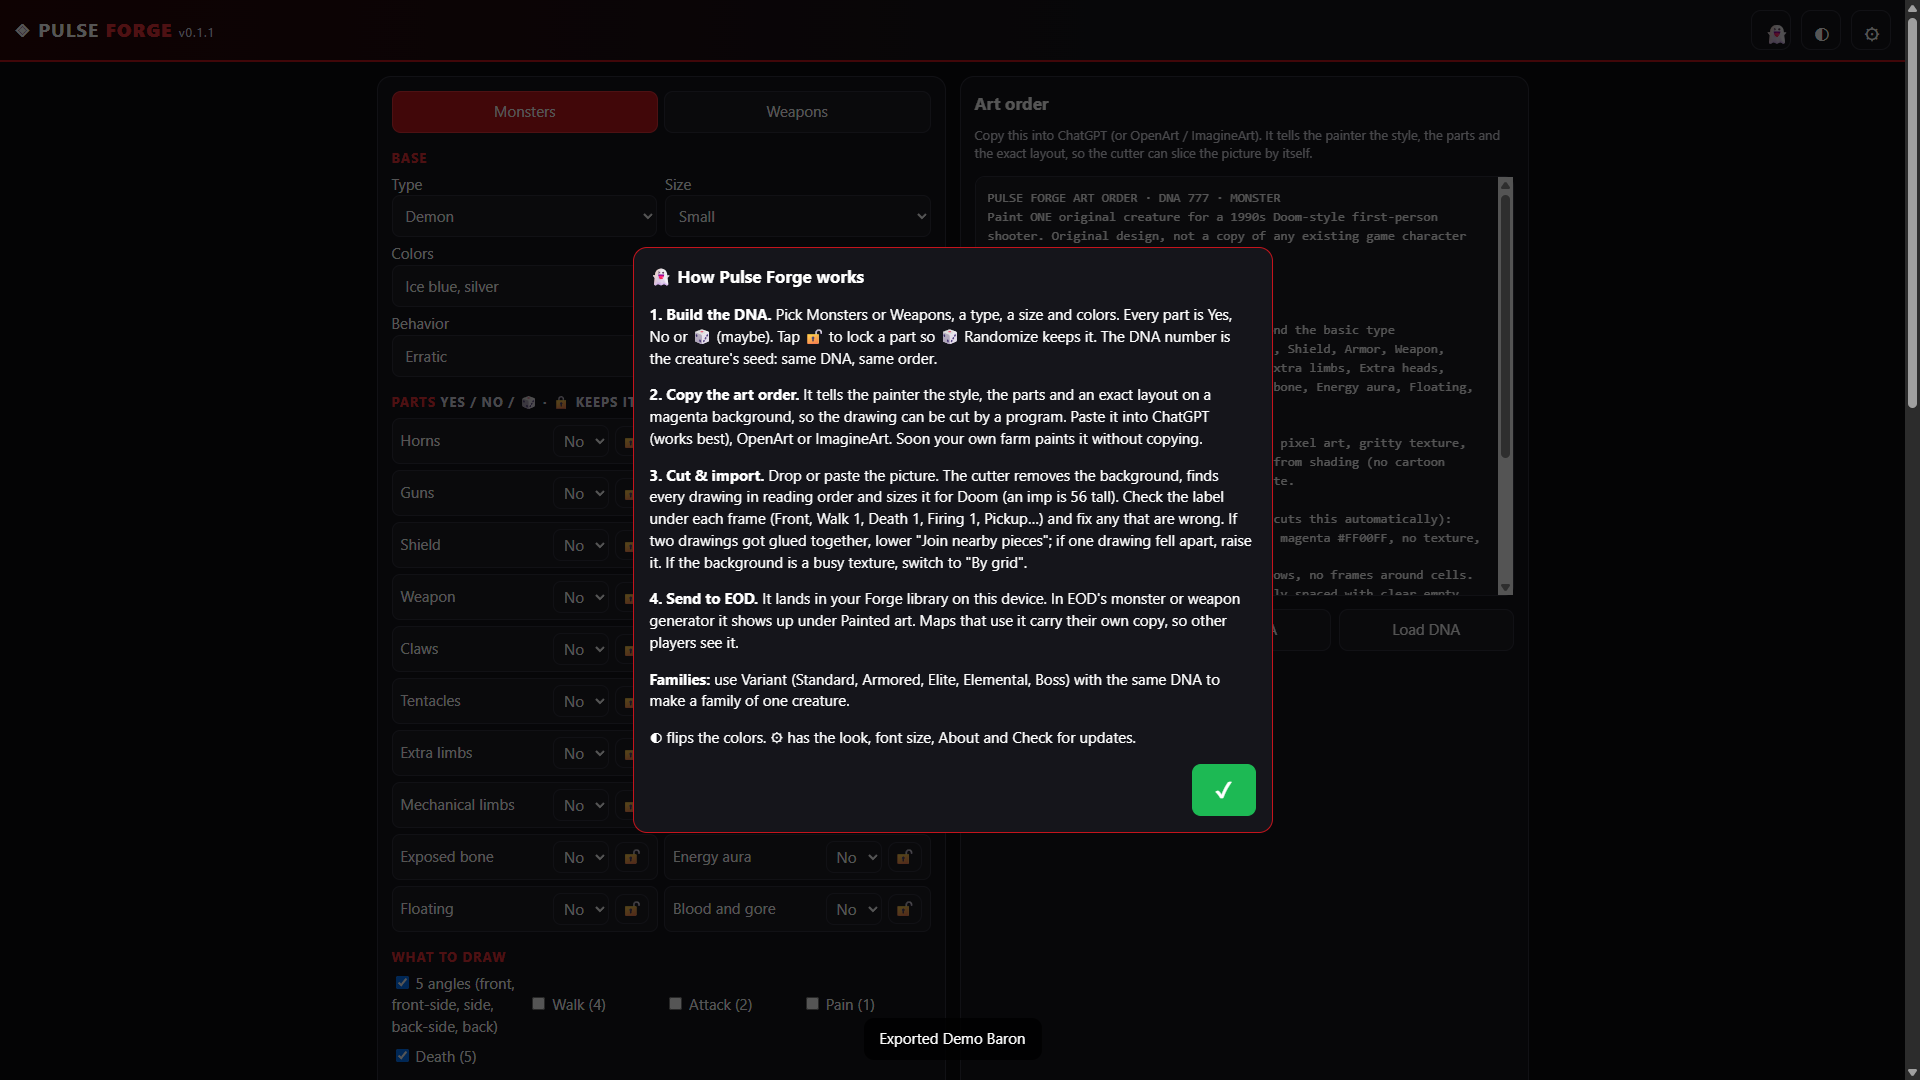 ◈ PULSE FORGE v0.1.1
Monsters
Weapons
BASE
Type
Size
Demon
Small
Colors
Ice blue, silver
Behavior
Erratic
PARTS YES / NO / 🎲 · 🔒 KEEPS IT
Horns No
Guns No
Shield No
Weapon No
Claws No
Tentacles No
Extra limbs No
Mechanical limbs No
Exposed bone No
Energy aura No
Floating No
Blood and gore No
WHAT TO DRAW
5 angles (front,
front-side, side,
back-side, back)
Walk (4)
Attack (2)
Pain (1)
Death (5)
Art order
Copy this into ChatGPT (or OpenArt / ImagineArt). It tells the painter the style, the parts and
the exact layout, so the cutter can slice the picture by itself.
PULSE FORGE ART ORDER · DNA 777 · MONSTER
Paint ONE original creature for a 1990s Doom-style first-person
shooter. Original design, not a copy of any existing game character
nd the basic type
, Shield, Armor, Weapon,
xtra limbs, Extra heads,
bone, Energy aura, Floating,
pixel art, gritty texture,
from shading (no cartoon
te.
cuts this automatically):
magenta #FF00FF, no texture,
ows, no frames around cells.
ly spaced with clear empty
Load DNA
👻 How Pulse Forge works
1. Build the DNA. Pick Monsters or Weapons, a type, a size and colors. Every part is Yes,
No or 🎲 (maybe). Tap 🔓 to lock a part so 🎲 Randomize keeps it. The DNA number is
the creature's seed: same DNA, same order.
2. Copy the art order. It tells the painter the style, the parts and an exact layout on a
magenta background, so the drawing can be cut by a program. Paste it into ChatGPT
(works best), OpenArt or ImagineArt. Soon your own farm paints it without copying.
3. Cut & import. Drop or paste the picture. The cutter removes the background, finds
every drawing in reading order and sizes it for Doom (an imp is 56 tall). Check the label
under each frame (Front, Walk 1, Death 1, Firing 1, Pickup...) and fix any that are wrong. If
two drawings got glued together, lower "Join nearby pieces"; if one drawing fell apart, raise
it. If the background is a busy texture, switch to "By grid".
4. Send to EOD. It lands in your Forge library on this device. In EOD's monster or weapon
generator it shows up under Painted art. Maps that use it carry their own copy, so other
players see it.
Families: use Variant (Standard, Armored, Elite, Elemental, Boss) with the same DNA to
make a family of one creature.
◐ flips the colors. ⚙ has the look, font size, About and Check for updates.
✓
Exported Demo Baron